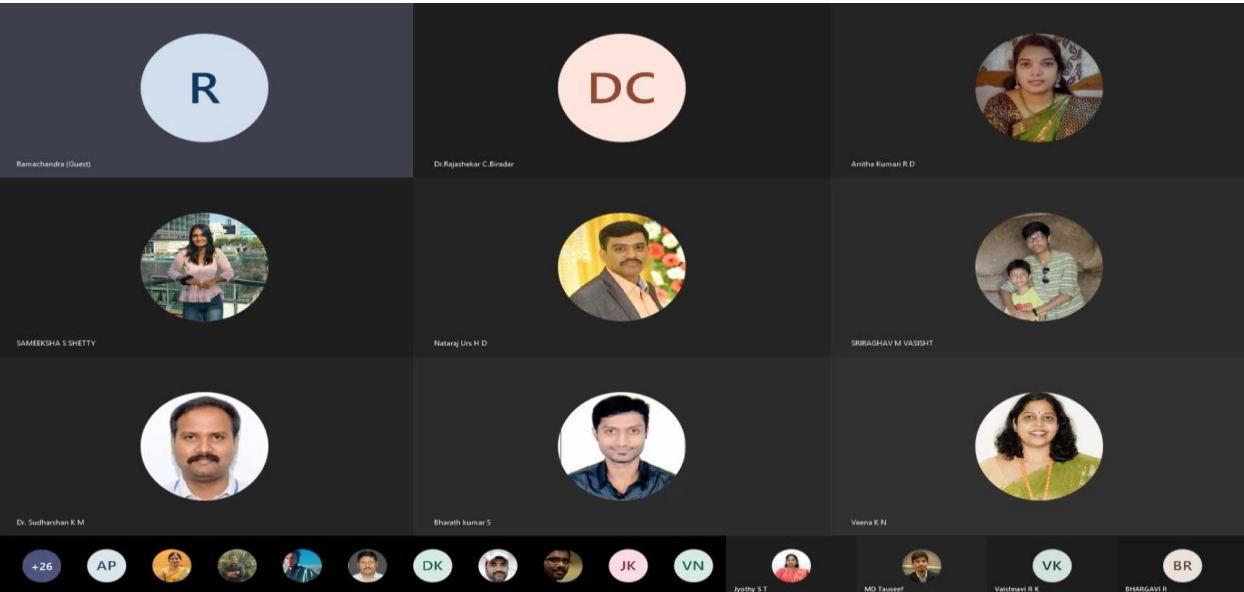 R
DC
Ramachandra (Guest)
Dr.Rajashekar C.Biradar
Anitha Kumari R D
SAMEEKSHA S SHETTY
Nataraj Urs H D
SRIRAGHAV M VASISHT
Dr. Sudharshan K M
Bharath kumar S
Veena K N
+26
AP
DK
JK
VN
VK
BR
Jyothy S T
MD Tauseef
Vaishnavi R K
BHARGAVI R